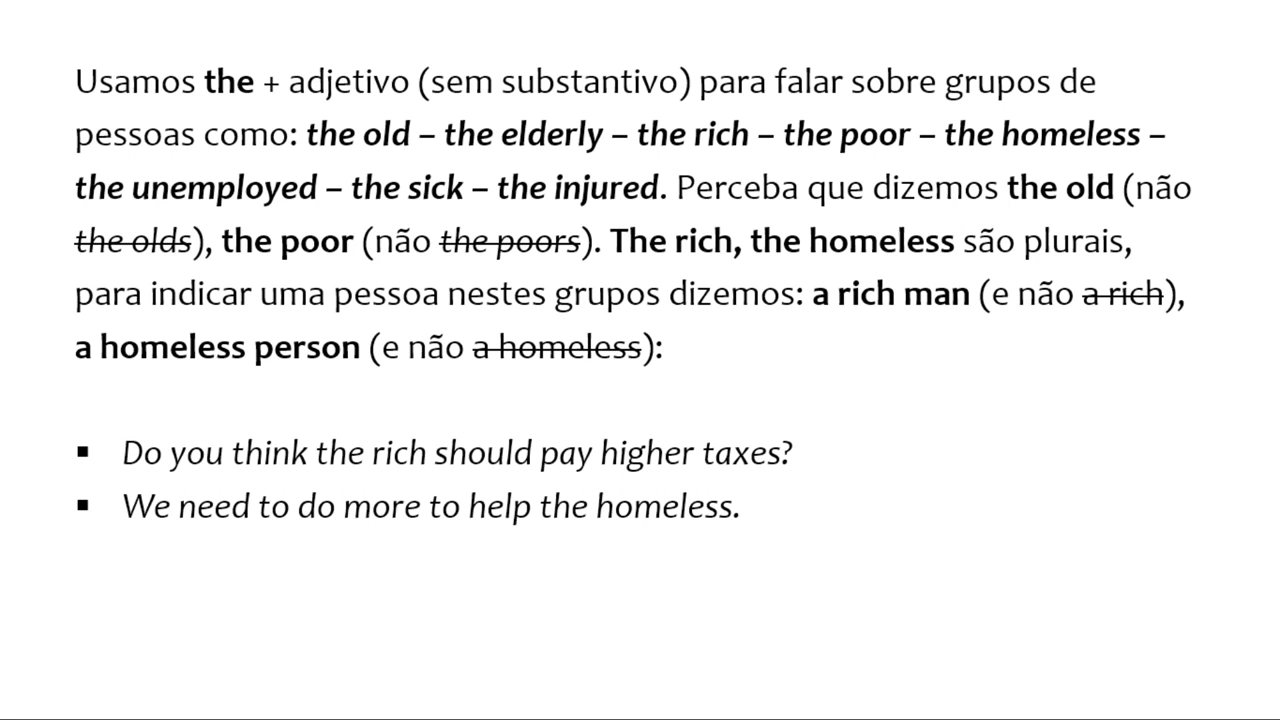 Usamos the + adjetivo (sem substantivo) para falar sobre grupos de
pessoas como: the old – the elderly – the rich – the poor – the homeless –
the unemployed – the sick – the injured. Perceba que dizemos the old (não
the olds), the poor (não the poors). The rich, the homeless são plurais,
para indicar uma pessoa nestes grupos dizemos: a rich man (e não a rich),
a homeless person (e não a homeless):
▪ Do you think the rich should pay higher taxes?
▪ We need to do more to help the homeless.